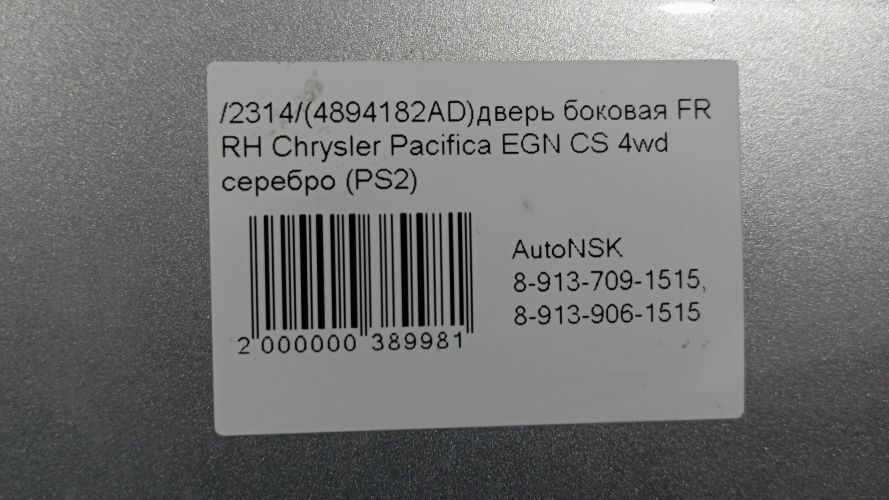 /2314/(4894182AD)дверь боковая FR
RH Chrysler Pacifica EGN CS 4wd
серебро (PS2)
AutoNSK
8-913-709-1515,
8-913-906-1515
2 000000 389981